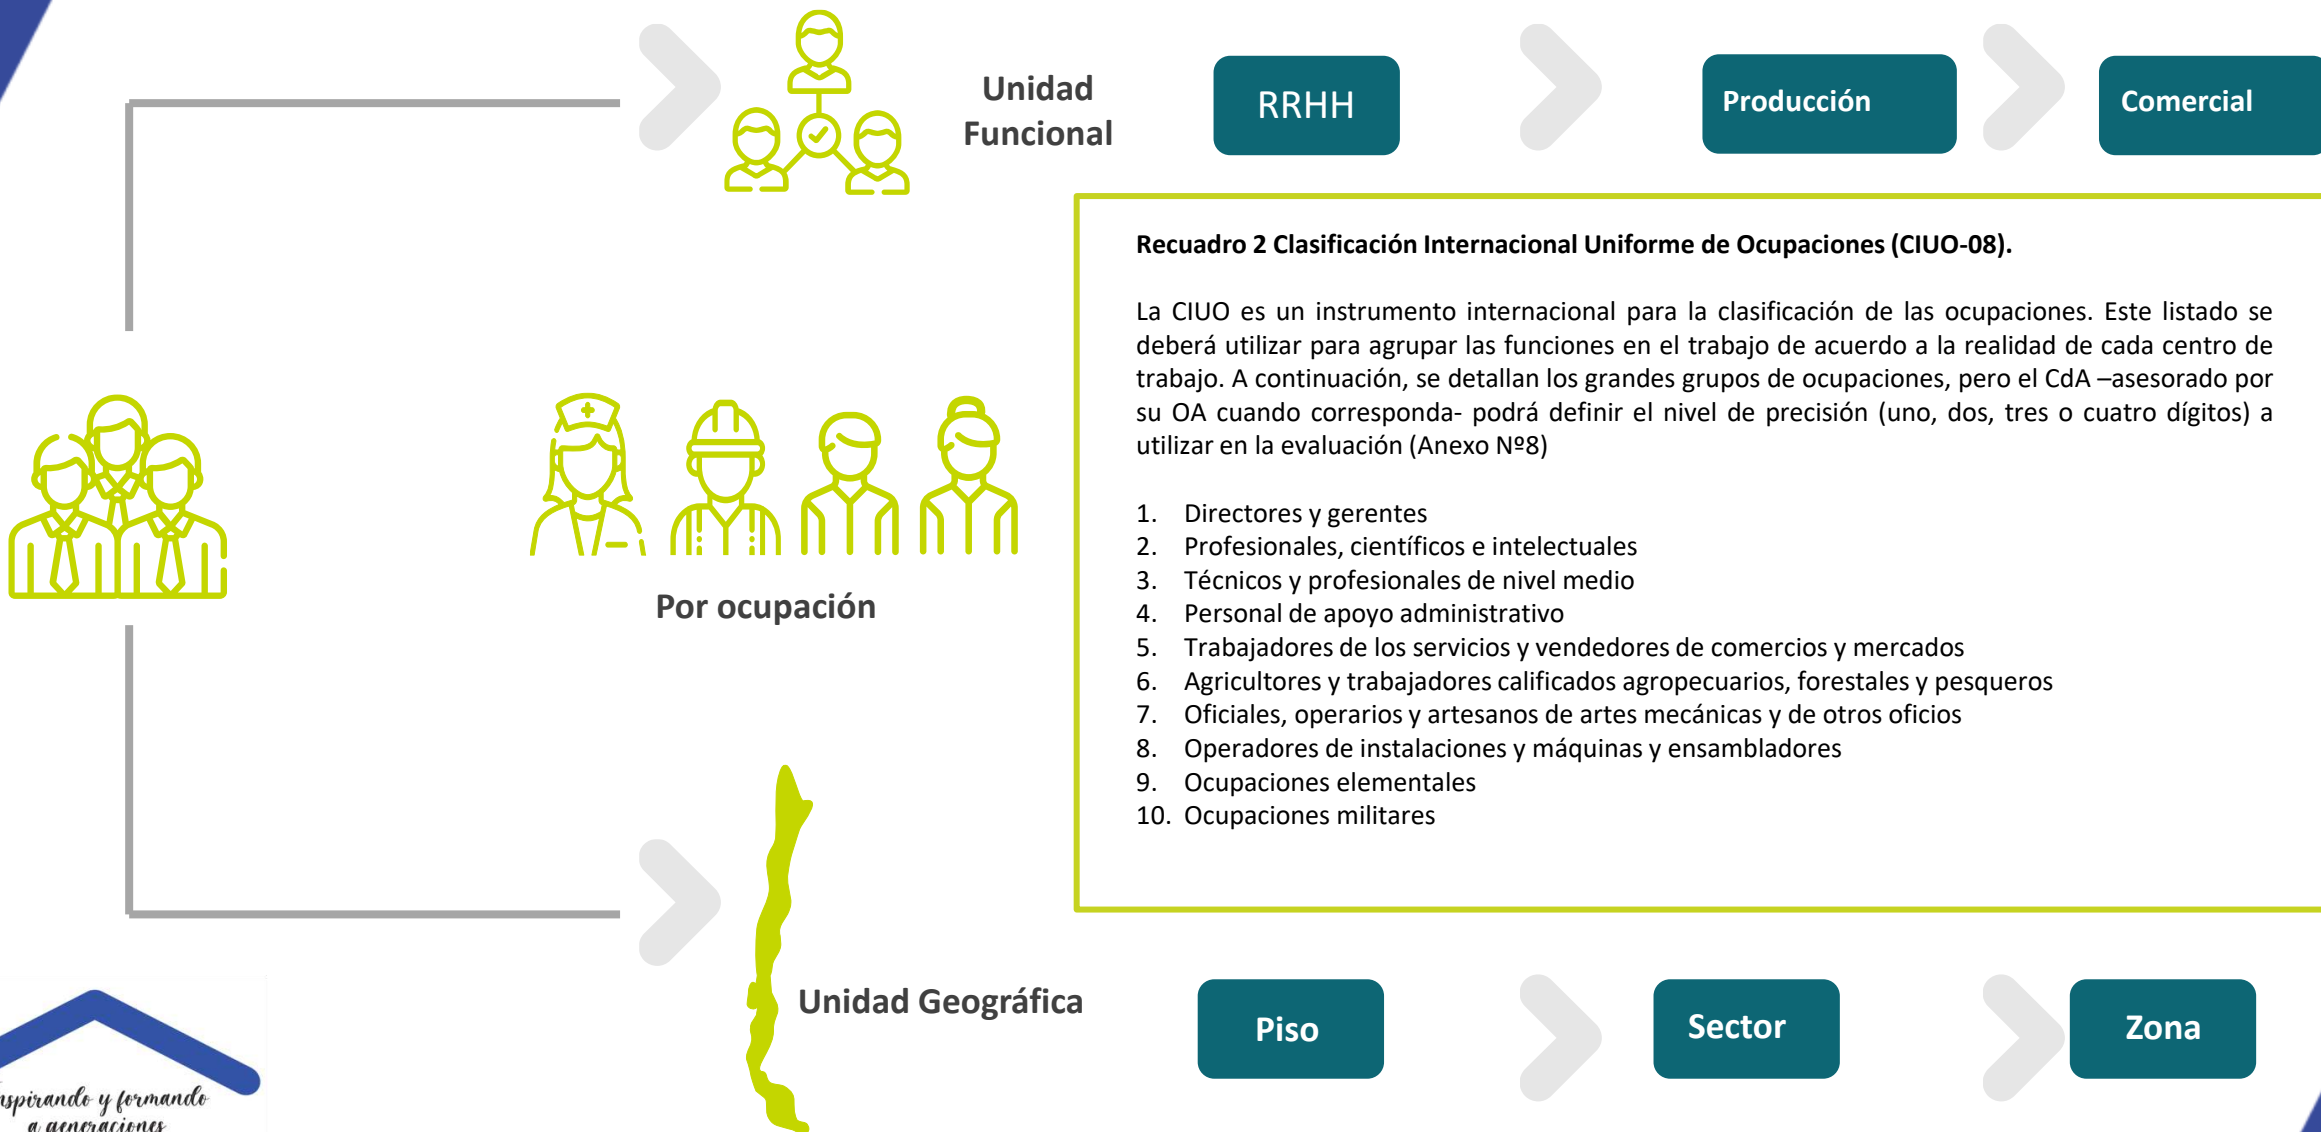 Unidad
Funcional
RRHH
Producción
Comercial
Recuadro 2 Clasificación Internacional Uniforme de Ocupaciones (CIUO-08).
La CIUO es un instrumento internacional para la clasificación de las ocupaciones. Este listado se
deberá utilizar para agrupar las funciones en el trabajo de acuerdo a la realidad de cada centro de
trabajo. A continuación, se detallan los grandes grupos de ocupaciones, pero el CdA –asesorado por
su OA cuando corresponda- podrá definir el nivel de precisión (uno, dos, tres o cuatro dígitos) a
utilizar en la evaluación (Anexo Nº8)
1. Directores y gerentes
2. Profesionales, científicos e intelectuales
3. Técnicos y profesionales de nivel medio
4. Personal de apoyo administrativo
5. Trabajadores de los servicios y vendedores de comercios y mercados
6. Agricultores y trabajadores calificados agropecuarios, forestales y pesqueros
7. Oficiales, operarios y artesanos de artes mecánicas y de otros oficios
8. Operadores de instalaciones y máquinas y ensambladores
9. Ocupaciones elementales
10. Ocupaciones militares
Por ocupación
Unidad Geográfica
Piso
Sector
Zona
y formando
a generaciones